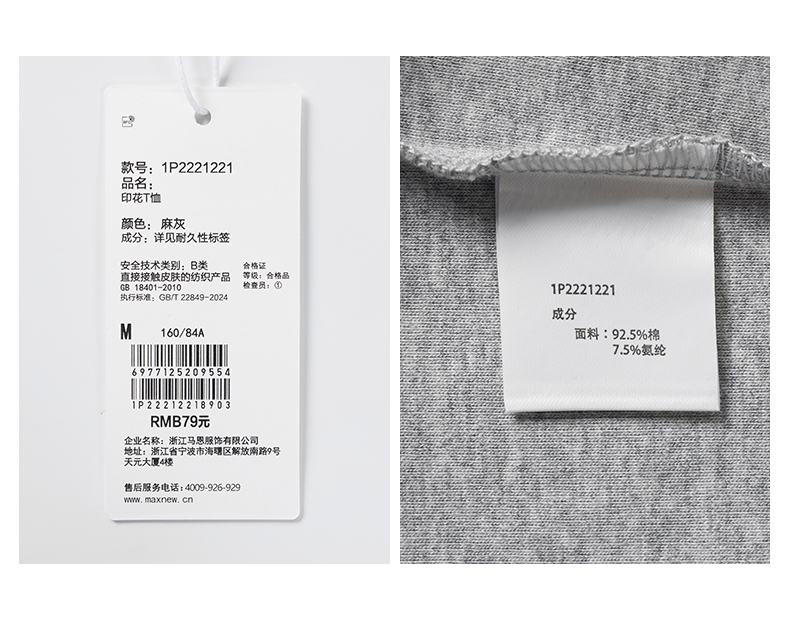 款号：1P2221221
品名：
印花T恤
颜色：麻灰
成分：详见耐久性标签
安全技术类别：B类
直接接触皮肤的纺织产品
GB 18401-2010
执行标准：GB/T 22849-2024
合格证
等级：合格品
检查员：①
M 160/84A
6977125209554
1P22212218903
RMB79元
企业名称：浙江马恩服饰有限公司
地址：浙江省宁波市海曙区解放南路9号
天元大厦4楼
售后服务电话：4009-926-929
www.maxnew.cn
1P2221221
成分
面料：92.5%棉
7.5%氨纶